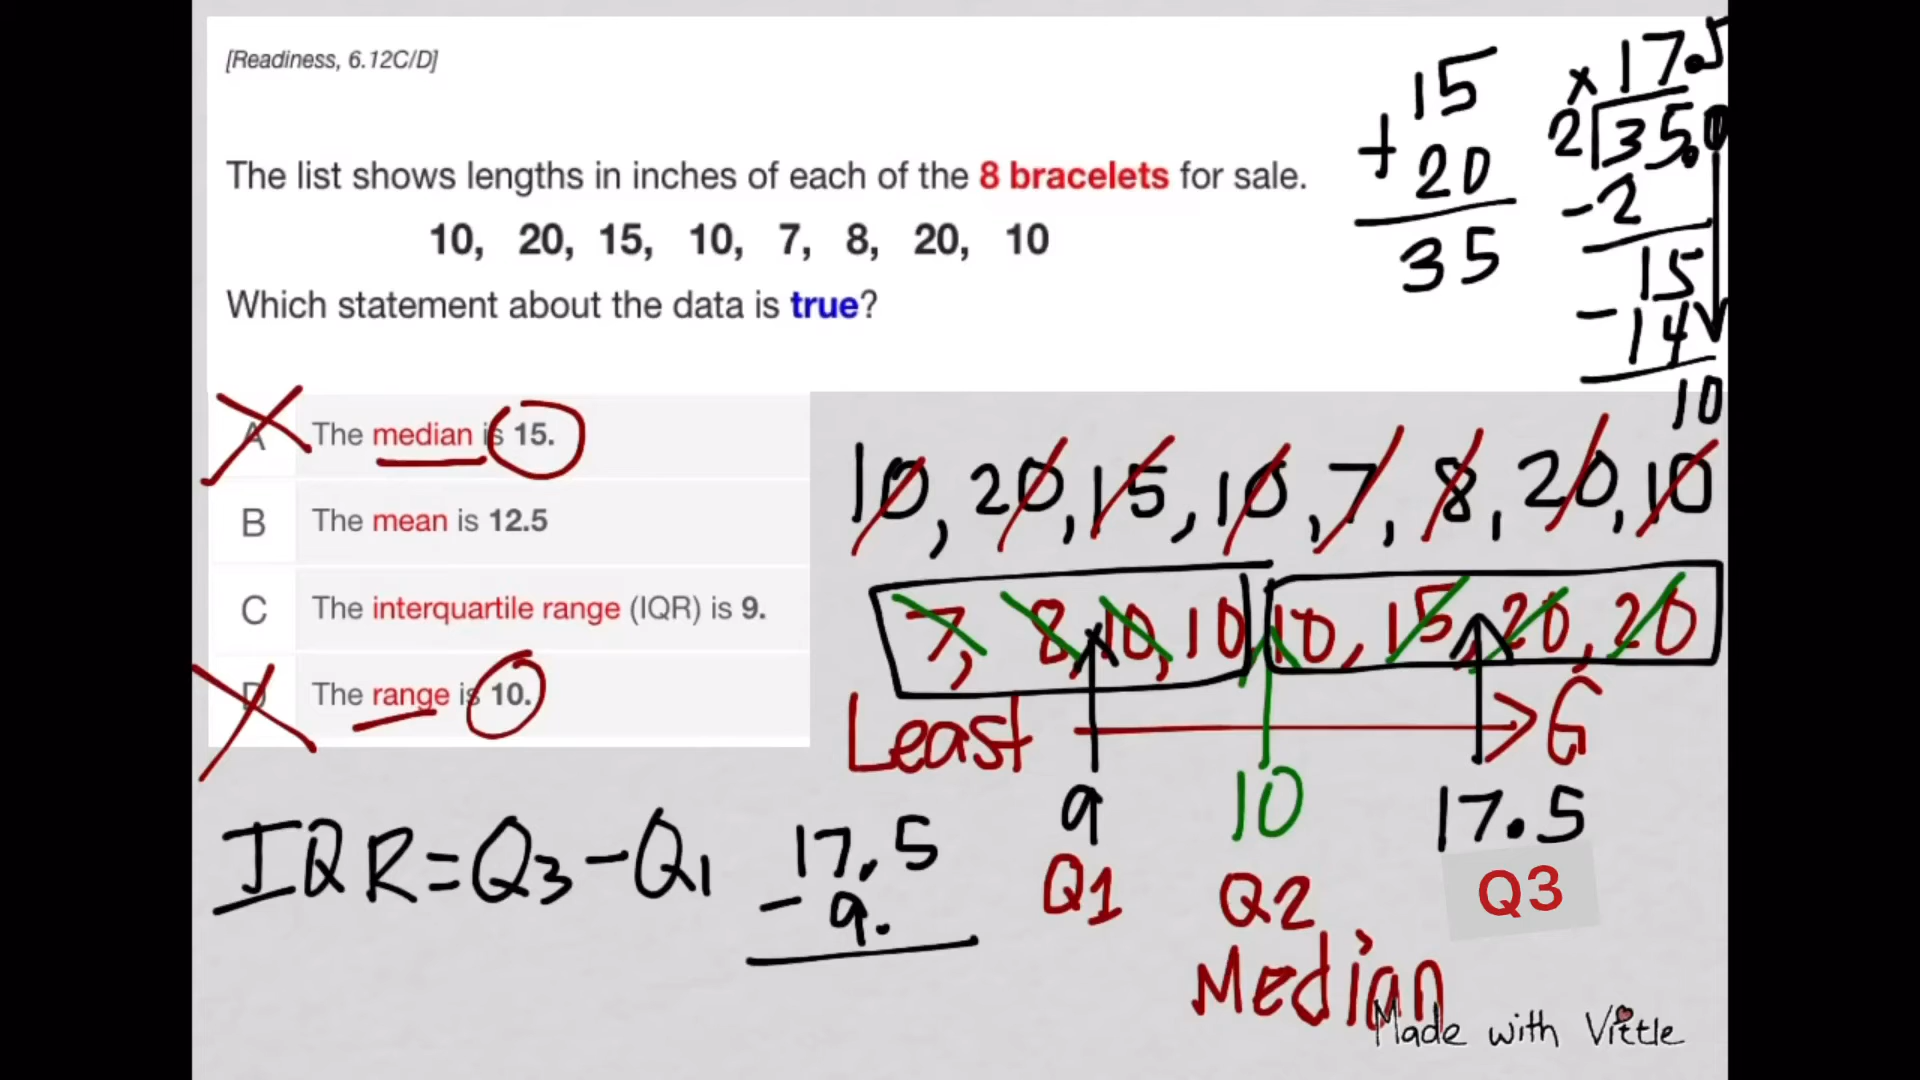 [Readiness, 6.12C/D]
The list shows lengths in inches of each of the 8 bracelets for sale.
10, 20, 15, 10, 7, 8, 20, 10
Which statement about the data is true?
A The median is 15.
B The mean is 12.5
C The interquartile range (IQR) is 9.
D The range is 10.
15
+ 20
35
x 17.5
2 35.0
-2
15
-14
10
10, 20, 15, 10, 7, 8, 20, 10
7, 8, 10, 10, 10, 15, 20, 20
Least G
9 10 17.5
Q1 Q2 Q3
Median
IQR=Q3-Q1
17.5
- 9.
Made with Vittle